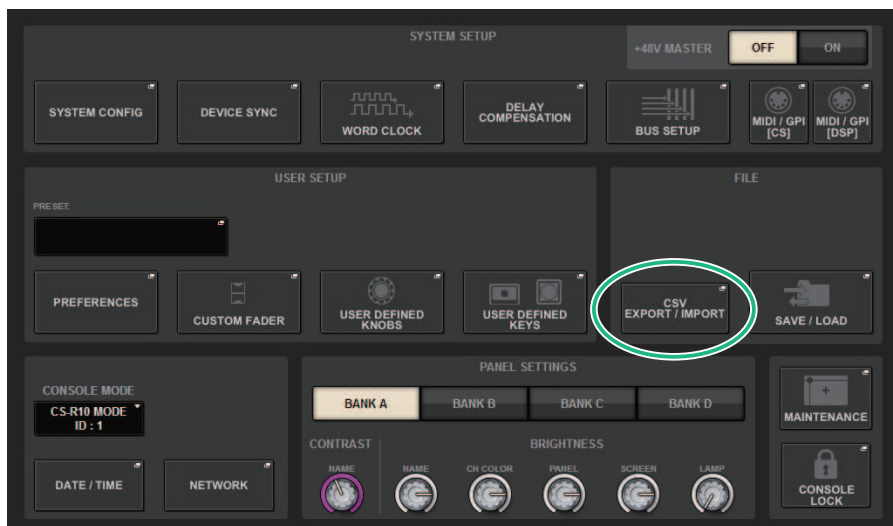 SYSTEM SETUP
+48V MASTER
OFF
ON
SYSTEM CONFIG
DEVICE SYNC
WORD CLOCK
DELAY
COMPENSATION
BUS SETUP
MIDI / GPI
[CS]
MIDI / GPI
[DSP]
USER SETUP
PRESET
PREFERENCES
CUSTOM FADER
USER DEFINED
KNOBS
USER DEFINED
KEYS
FILE
CSV
EXPORT / IMPORT
SAVE / LOAD
CONSOLE MODE
CS-R10 MODE
ID : 1
DATE / TIME
NETWORK
PANEL SETTINGS
BANK A
BANK B
BANK C
BANK D
CONTRAST
BRIGHTNESS
NAME
NAME
CH COLOR
PANEL
SCREEN
LAMP
MAINTENANCE
CONSOLE
LOCK